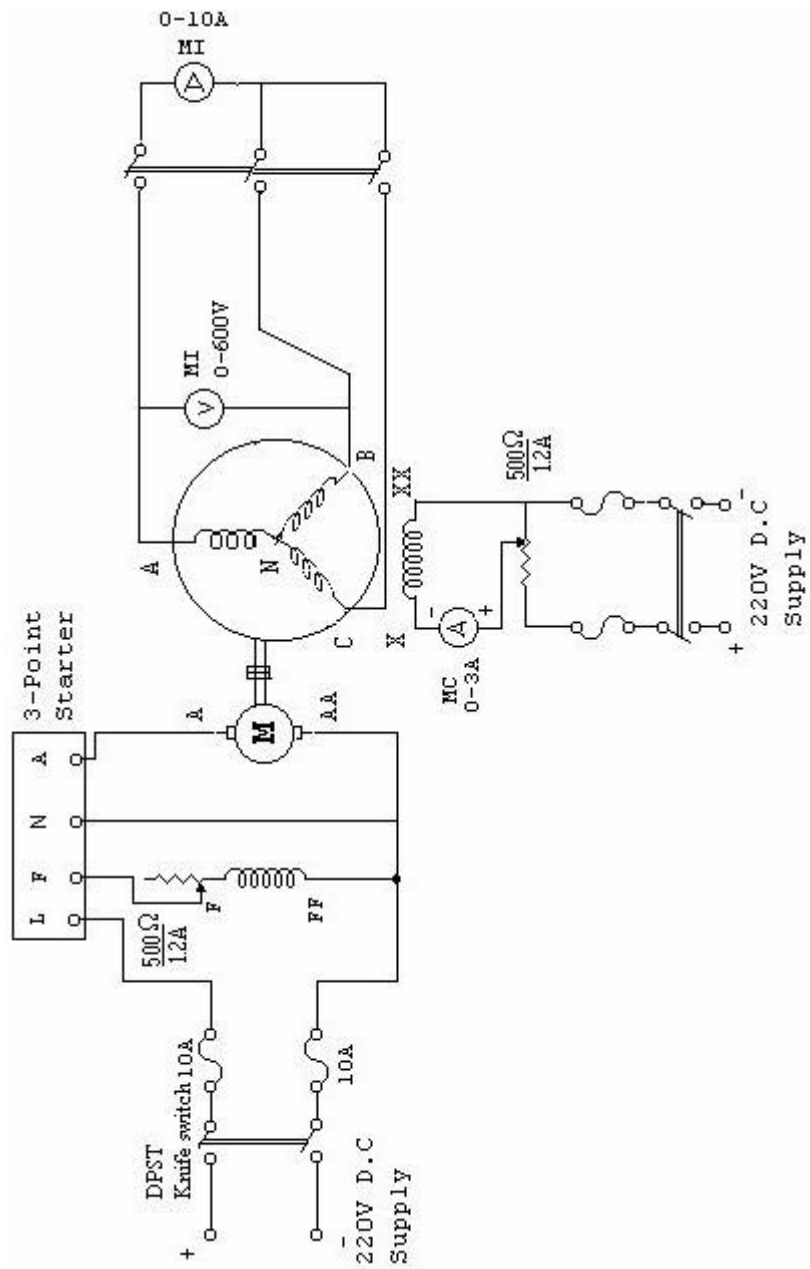 3-Point
Starter
L
F
N
A
500Ω
1.2A
F
FF
A
AA
M
DPST
Knife switch
10A
10A
+
-
220V D.C
Supply
A
N
B
C
MI
0-600V
V
MI
0-10A
A
X
XX
-
A
+
MC
0-3A
500Ω
1.2A
+
-
220V D.C
Supply